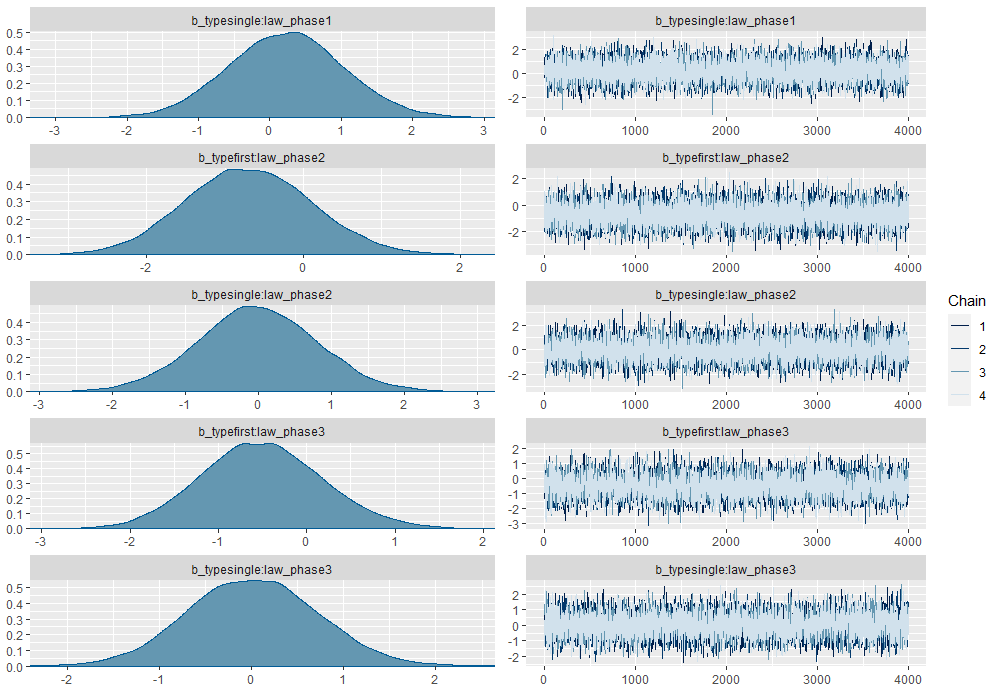 b_typesingle:law_phase1
0.5
0.4
0.3
0.2
0.1
0.0
-3 -2 -1 0 1 2 3
b_typesingle:law_phase1
2
0
-2
0 1000 2000 3000 4000
b_typefirst:law_phase2
0.4
0.3
0.2
0.1
0.0
-2 0 2
b_typefirst:law_phase2
2
0
-2
0 1000 2000 3000 4000
b_typesingle:law_phase2
0.4
0.3
0.2
0.1
0.0
-3 -2 -1 0 1 2 3
b_typesingle:law_phase2
2
0
-2
0 1000 2000 3000 4000
b_typefirst:law_phase3
0.5
0.4
0.3
0.2
0.1
0.0
-3 -2 -1 0 1 2
b_typefirst:law_phase3
2
1
0
-1
-2
-3
0 1000 2000 3000 4000
b_typesingle:law_phase3
0.5
0.4
0.3
0.2
0.1
0.0
-2 -1 0 1 2
b_typesingle:law_phase3
2
1
0
-1
-2
0 1000 2000 3000 4000
Chain
1
2
3
4